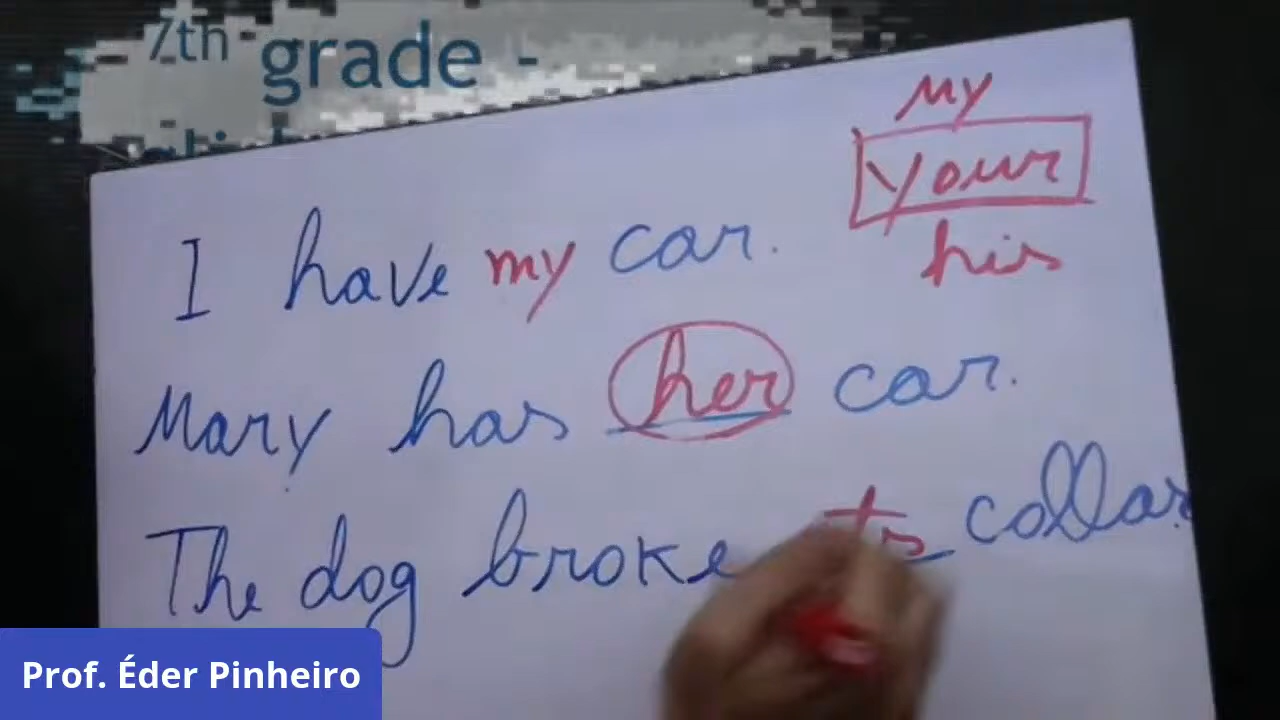 7th grade -
My
your
his
I have my car.
Mary has her car.
The dog broke its collar
Prof. Éder Pinheiro